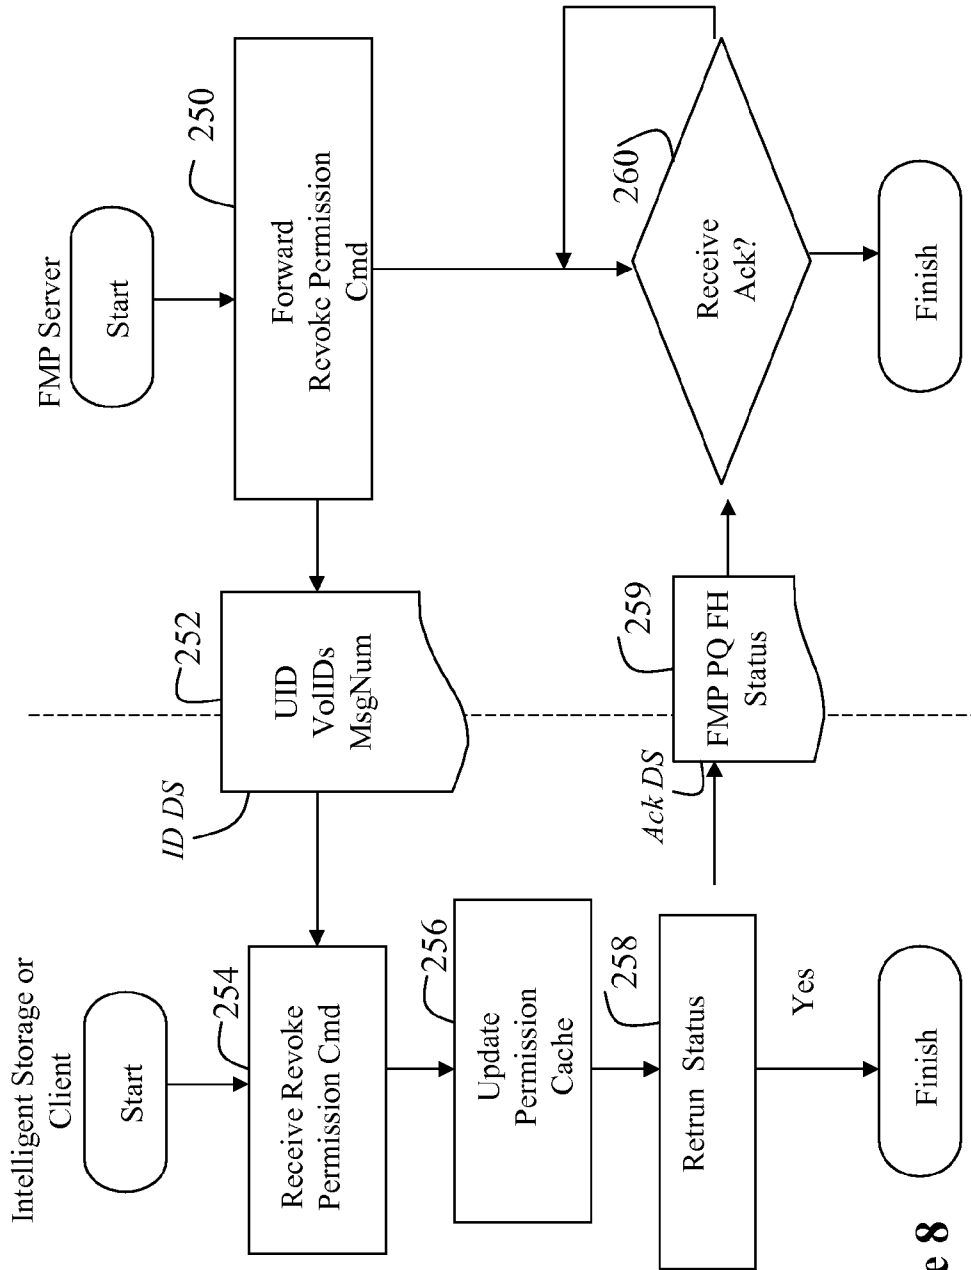 Intelligent Storage or
Client
Start
254
Receive Revoke
Permission Cmd
256
Update
Permission
Cache
258
Retrun Status
Yes
Finish
ID DS
252
UID
VolIDs
MsgNum
Ack DS
259
FMP PQ FH
Status
FMP Server
Start
250
Forward
Revokc Permission
Cmd
260
Receive
Ack?
Finish
e 8